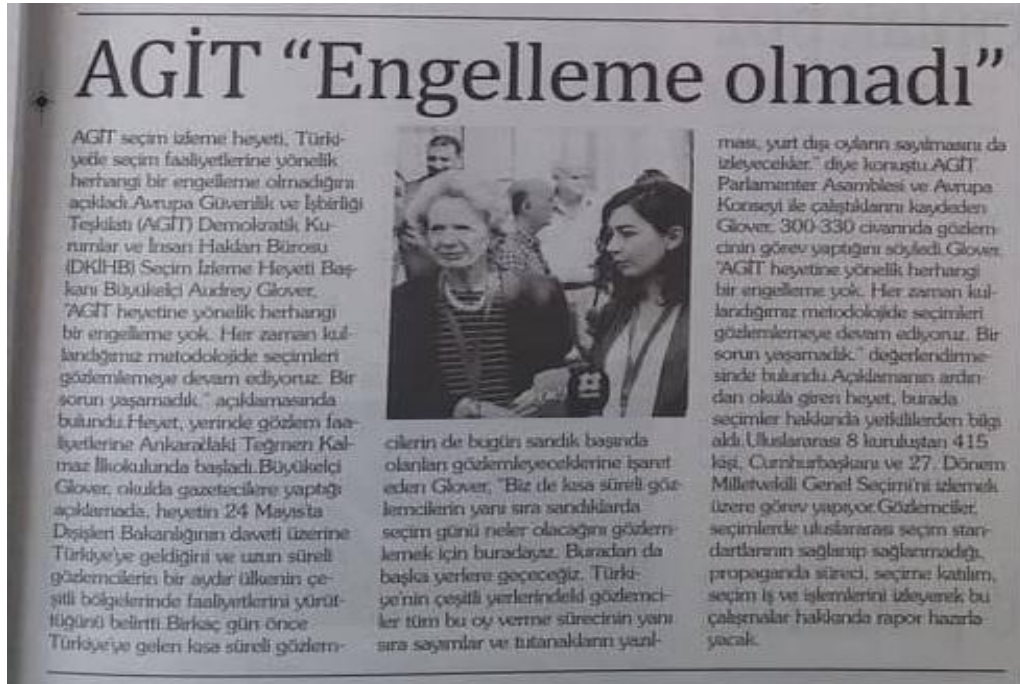 AGİT “Engelleme olmadı”
AGİT seçim izleme heyeti, Türki-
ye'de seçim faaliyetlerine yönelik
herhangi bir engelleme olmadığını
açıkladı.Avrupa Güvenlik ve İşbirliği
Teşkilatı (AGİT) Demokratik Ku-
rumlar ve İnsan Hakları Bürosu
(DKİHB) Seçim İzleme Heyeti Baş-
kanı Büyükelçi Audrey Glover,
"AGİT heyetine yönelik herhangi
bir engelleme yok. Her zaman kul-
landığımız metodolojide seçimleri
gözlemlemeye devam ediyoruz. Bir
sorun yaşamadık." açıklamasında
bulundu.Heyet, yerinde gözlem faa-
liyetlerine Ankara'daki Teğmen Kal-
maz İlkokulunda başladı.Büyükelçi
Glover, okulda gazetecilere yaptığı
açıklamada, heyetin 24 Mayıs'ta
Dışişleri Bakanlığının daveti üzerine
Türkiye'ye geldiğini ve uzun süreli
gözlemcilerin bir aydır ülkenin çe-
şitli bölgelerinde faaliyetlerini yürüt-
tüğünü belirtti.Birkaç gün önce
Türkiye'ye gelen kısa süreli gözlem-
cilerin de bugün sandık başında
olanları gözlemleyeceklerine işaret
eden Glover, "Biz de kısa süreli göz-
lemcilerin yanı sıra sandıklarda
seçim günü neler olacağını gözlem-
lemek için buradayız. Buradan da
başka yerlere geçeceğiz. Türki-
ye'nin çeşitli yerlerindeki gözlemci-
ler tüm bu oy verme sürecinin yanı
sıra sayımlar ve tutanakların yazıl-
ması, yurt dışı oyların sayılmasını da
izleyecekler." diye konuştu.AGİT
Parlamenter Asamblesi ve Avrupa
Konseyi ile çalıştıklarını kaydeden
Glover, 300-330 civarında gözlem-
cinin görev yaptığını söyledi.Glover,
"AGİT heyetine yönelik herhangi
bir engelleme yok. Her zaman kul-
landığımız metodolojide seçimleri
gözlemlemeye devam ediyoruz. Bir
sorun yaşamadık." değerlendirme-
sinde bulundu.Açıklamanın ardın-
dan okula giren heyet, burada
seçimler hakkında yetkililerden bilgi
aldı.Uluslararası 8 kuruluştan 415
kişi, Cumhurbaşkanı ve 27. Dönem
Milletvekili Genel Seçimi'ni izlemek
üzere görev yapıyor.Gözlemciler,
seçimlerde uluslararası seçim stan-
dartlarının sağlanıp sağlanmadığı,
propaganda süreci, seçime katılım,
seçim iş ve işlemlerini izleyerek bu
çalışmalar hakkında rapor hazırla
yacak.